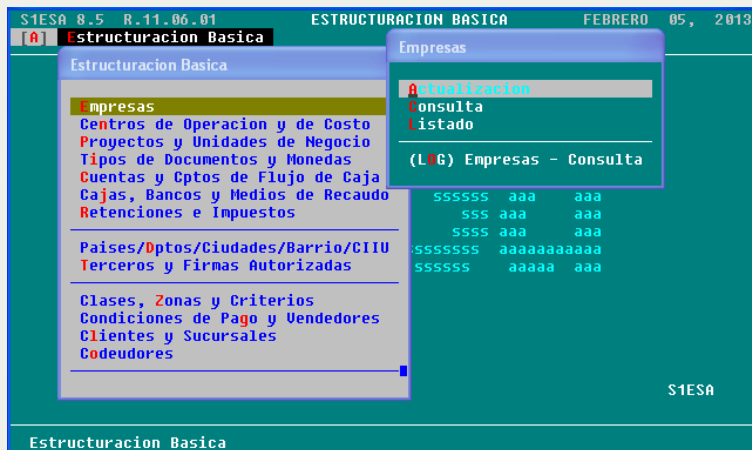 S1ESA 8.5 R.11.06.01 ESTRUCTURACION BASICA FEBRERO 05, 2013
[A] Estructuracion Basica
Estructuracion Basica
Empresas
Centros de Operacion y de Costo
Proyectos y Unidades de Negocio
Tipos de Documentos y Monedas
Cuentas y Cptos de Flujo de Caja
Cajas, Bancos y Medios de Recaudo
Retenciones e Impuestos
Paises/Dptos/Ciudades/Barrio/CIIU
Terceros y Firmas Autorizadas
Clases, Zonas y Criterios
Condiciones de Pago y Vendedores
Clientes y Sucursales
Codeudores
Empresas
Actualizacion
Consulta
Listado
(LOG) Empresas - Consulta
ssssss aaa aaa
sss aaa aaa
ssss aaa aaa
sssssss aaaaaaaaaaa
ssssss aaaaa aaa
S1ESA
Estructuracion Basica